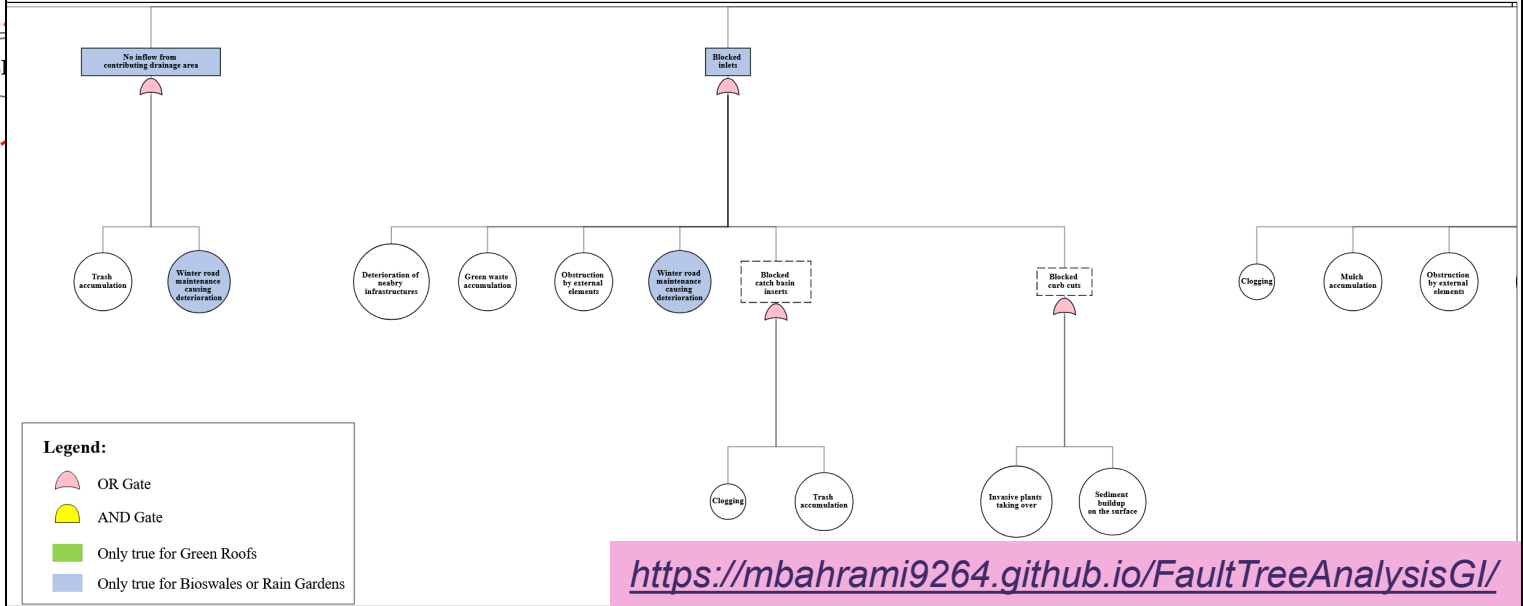 No inflow from
contributing drainage area
Blocked
inlets
Trash
accumulation
Winter road
maintenance
causing
deterioration
Deterioration of
neabry
infrastructures
Green waste
accumulation
Obstruction
by external
elements
Winter road
maintenance
causing
deterioration
Blocked
catch basin
inserts
Blocked
curb cuts
Clogging
Mulch
accumulation
Obstruction
by external
elements
Clogging
Trash
accumulation
Invasive plants
taking over
Sediment
buildup
on the surface
Legend:
OR Gate
AND Gate
Only true for Green Roofs
Only true for Bioswales or Rain Gardens
https://mbahrami9264.github.io/FaultTreeAnalysisGI/